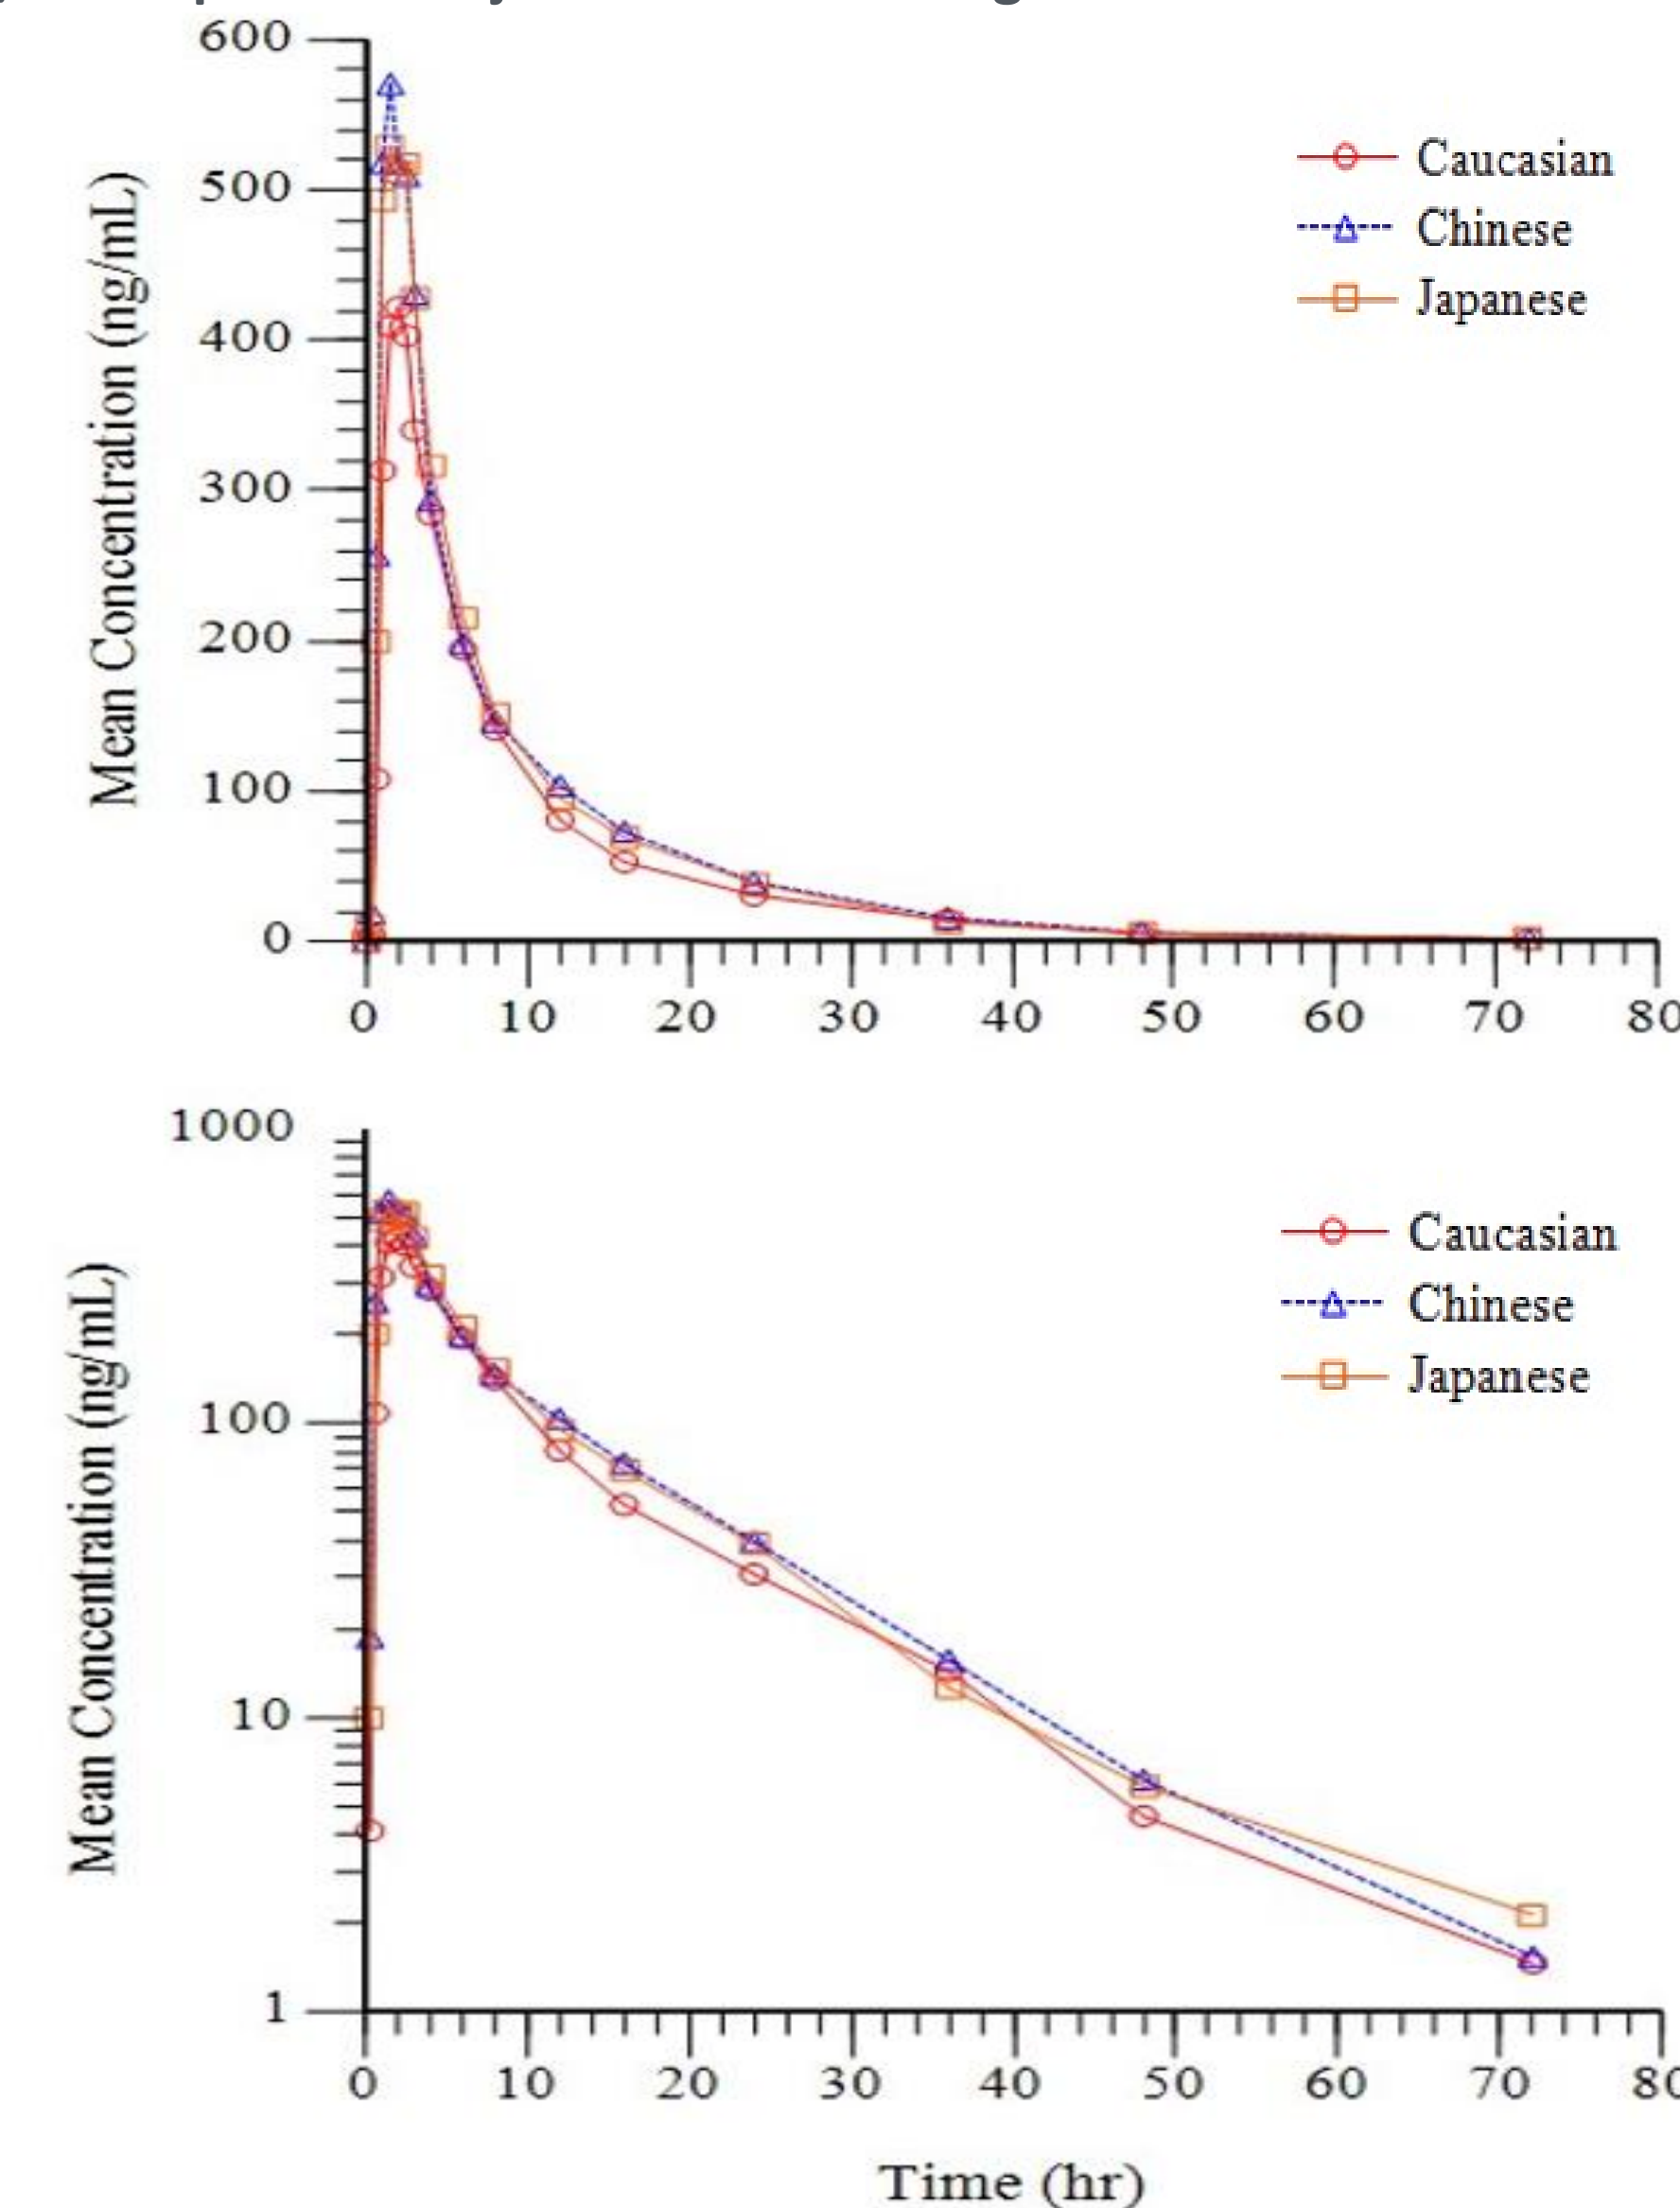 600
500
400
300
200
100
0
Mean Concentration (ng/mL)
Caucasian
Chinese
Japanese
0 10 20 30 40 50 60 70
1000
100
10
1
Mean Concentration (ng/mL)
Caucasian
Chinese
Japanese
0 10 20 30 40 50 60 70
Time (hr)